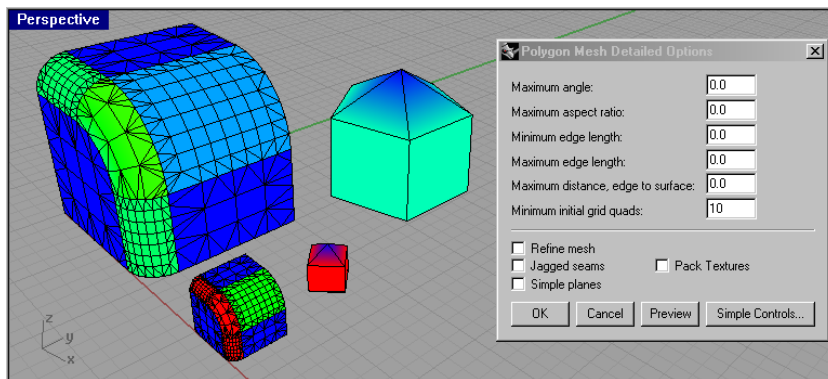 Perspective
Polygon Mesh Detailed Options
Maximum angle: 0.0
Maximum aspect ratio: 0.0
Minimum edge length: 0.0
Maximum edge length: 0.0
Maximum distance, edge to surface: 0.0
Minimum initial grid quads: 10
Refine mesh
Jagged seams Pack Textures
Simple planes
OK Cancel Preview Simple Controls...
z
y
x